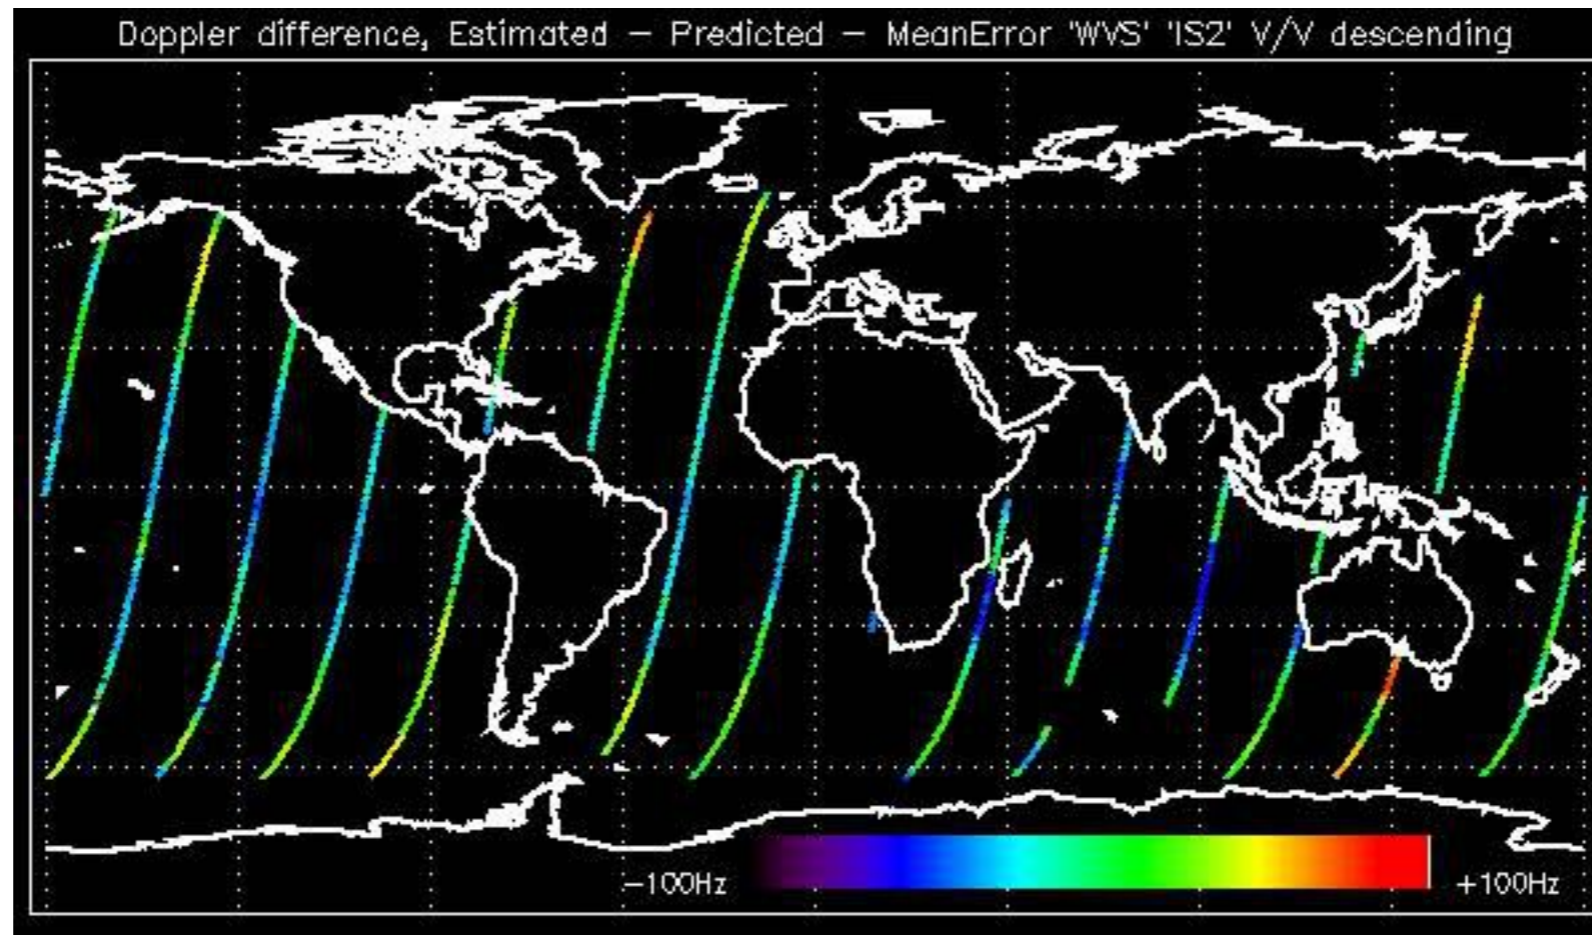 Doppler difference, Estimated – Predicted – MeanError 'WVS' 'IS2' V/V descending
–100Hz +100Hz